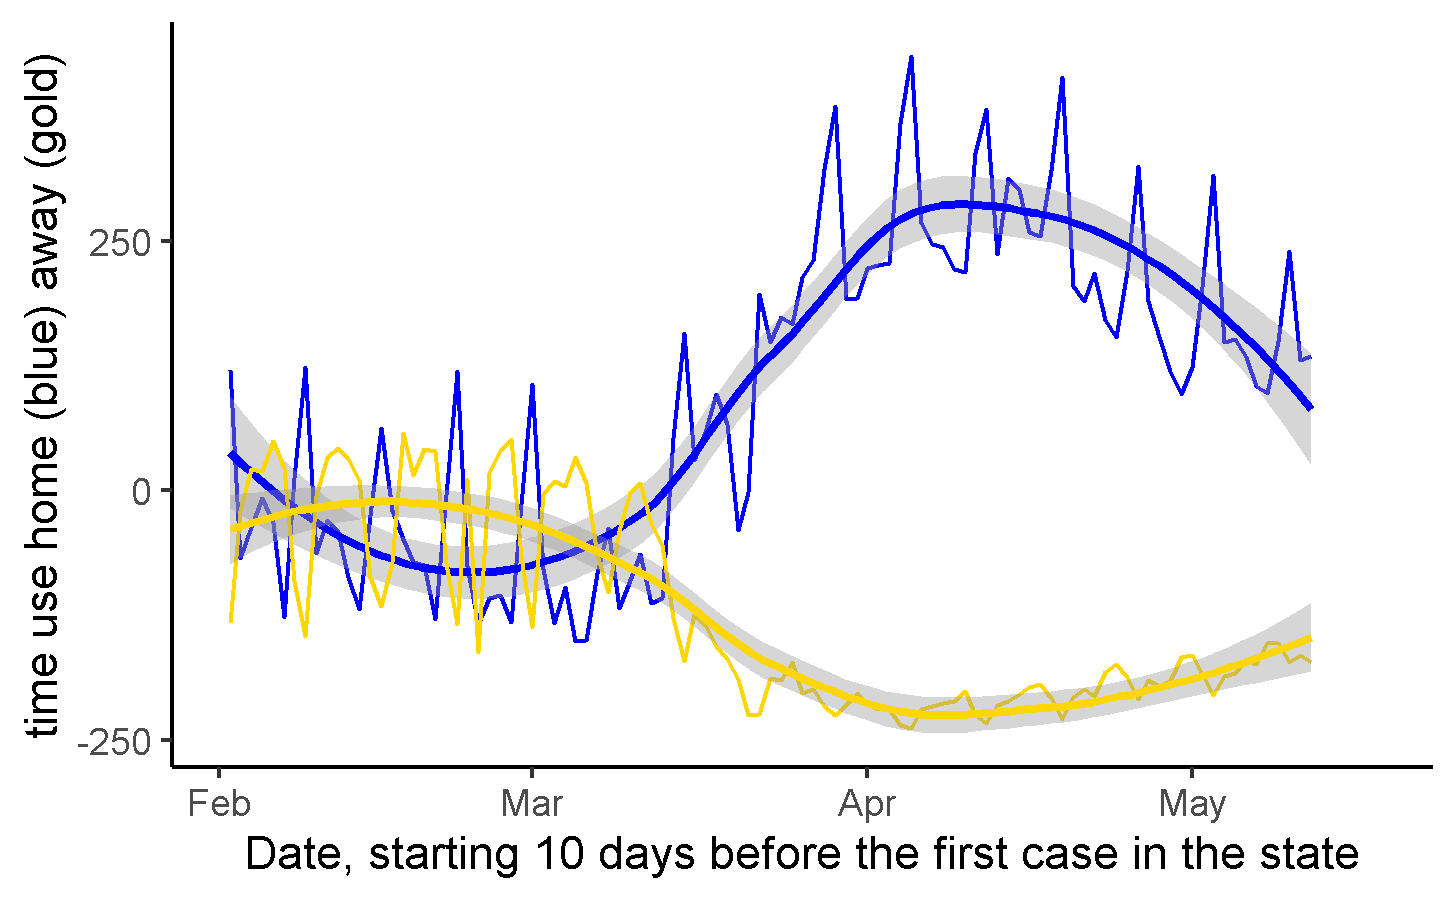 time use home (blue) away (gold)
250
0
-250
Feb Mar Apr May
Date, starting 10 days before the first case in the state